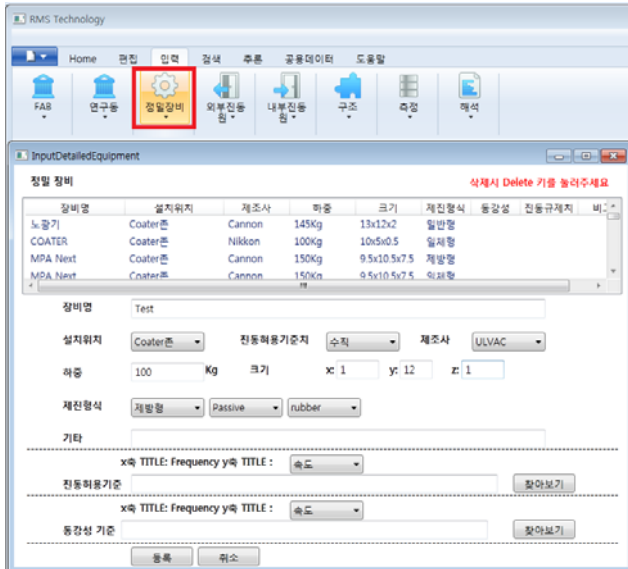 RMS Technology
Home 편집 입력 검색 추론 공용데이터 도움말
FAB 연구동 정밀장비 외부진동원 내부진동원 구조 측정 해석
InputDetailedEquipment
정밀 장비 삭제시 Delete 키를 눌러주세요
장비명 설치위치 제조사 하중 크기 제진형식 동강성 진동규제치 비고
노광기 Coater존 Cannon 145Kg 13x12x2 일반형
COATER Coater존 Nikkon 100Kg 10x5x0.5 일체형
MPA Next Coater존 Cannon 150Kg 9.5x10.5x7.5 제방형
MPA Next Coater존 Cannon 150Kg 9.5x10.5x7.5 일체형
장비명 Test
설치위치 Coater존 진동허용기준치 수직 제조사 ULVAC
하중 100 Kg 크기 x: 1 y: 12 z: 1
제진형식 제방형 Passive rubber
기타
x축 TITLE: Frequency y축 TITLE : 속도
진동허용기준 찾아보기
x축 TITLE: Frequency y축 TITLE : 속도
동강성 기준 찾아보기
등록 취소